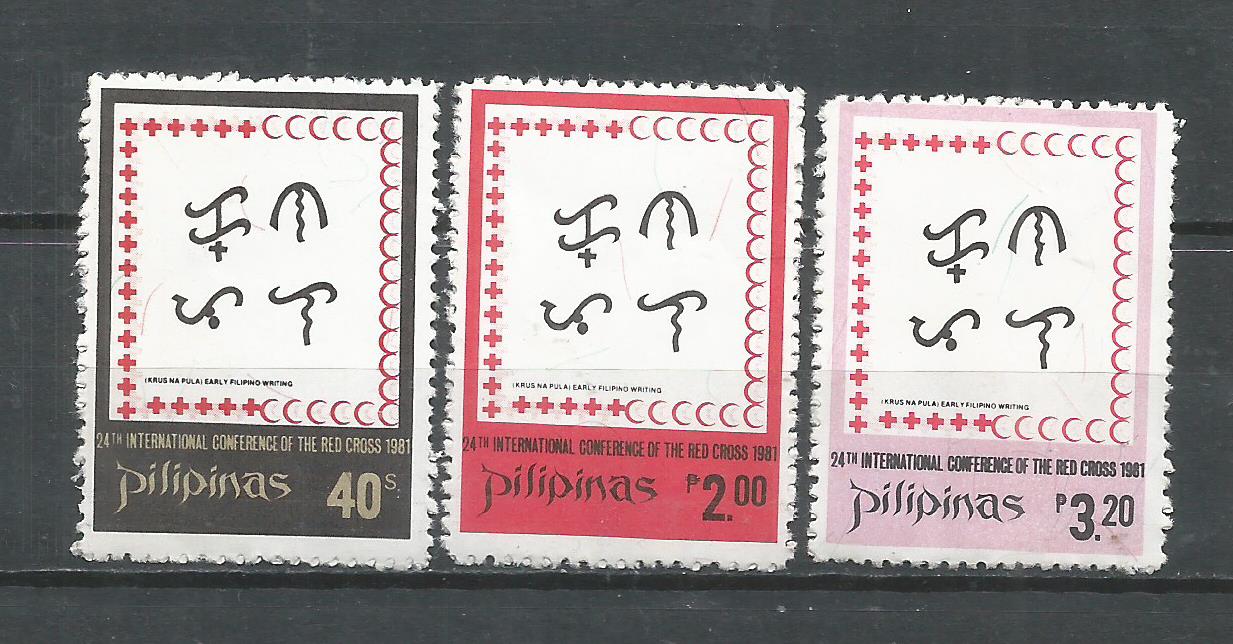 ᜃ᜔ ᜎ
ᜉᜓ ᜈ
(KRUS NA PULA) EARLY FILIPINO WRITING
24TH INTERNATIONAL CONFERENCE OF THE RED CROSS 1981
pilipinas 40s.
ᜃ᜔ ᜎ
ᜉᜓ ᜈ
(KRUS NA PULA) EARLY FILIPINO WRITING
24TH INTERNATIONAL CONFERENCE OF THE RED CROSS 1981
pilipinas ₱2.00
ᜃ᜔ ᜎ
ᜉᜓ ᜈ
(KRUS NA PULA) EARLY FILIPINO WRITING
24TH INTERNATIONAL CONFERENCE OF THE RED CROSS 1981
pilipinas ₱3.20